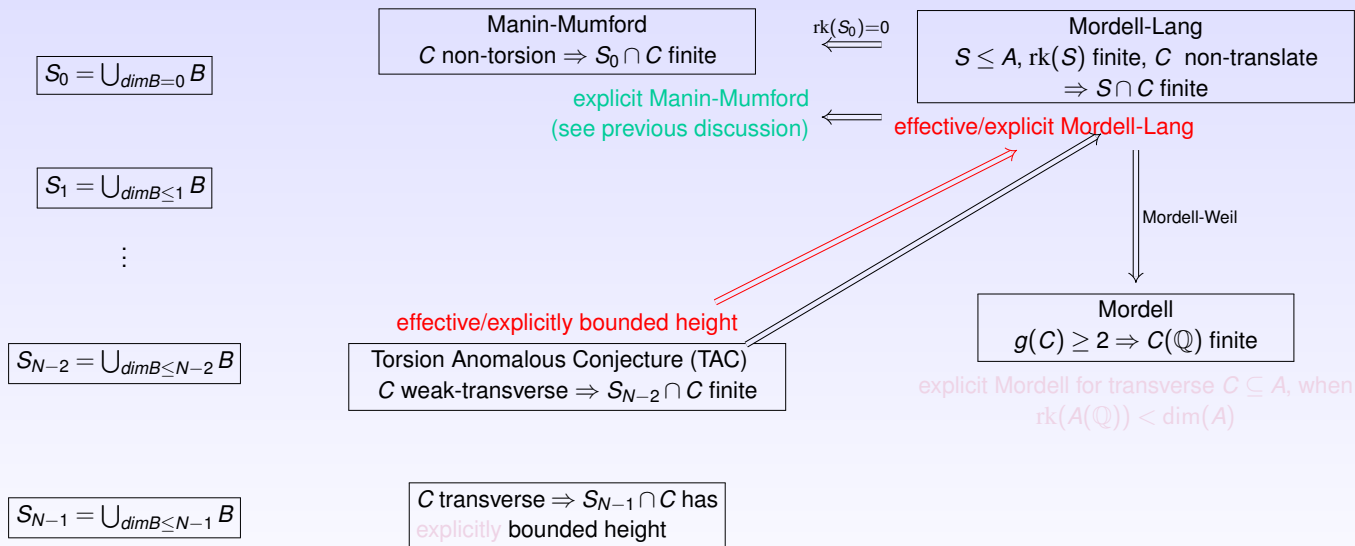 Manin-Mumford
C non-torsion ⇒ S₀ ∩ C finite
rk(S₀)=0
Mordell-Lang
S ≤ A, rk(S) finite, C non-translate
⇒ S ∩ C finite
S₀ = ⋃_{dimB=0} B
explicit Manin-Mumford
(see previous discussion)
effective/explicit Mordell-Lang
S₁ = ⋃_{dimB≤1} B
Mordell-Weil
⋮
Mordell
g(C) ≥ 2 ⇒ C(ℚ) finite
effective/explicitly bounded height
S_{N−2} = ⋃_{dimB≤N−2} B
Torsion Anomalous Conjecture (TAC)
C weak-transverse ⇒ S_{N−2} ∩ C finite
explicit Mordell for transverse C ⊆ A, when
rk(A(ℚ)) < dim(A)
S_{N−1} = ⋃_{dimB≤N−1} B
C transverse ⇒ S_{N−1} ∩ C has
explicitly bounded height